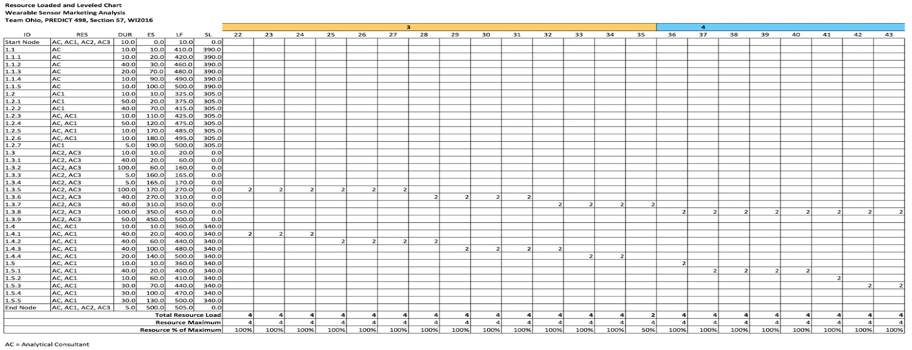 Resource Loaded and Leveled Chart
Wearable Sensor Marketing Analysis
Team Ohio, PREDICT 498, Section 57, WI2016
3 4
ID RES DUR ES LF SL 22 23 24 25 26 27 28 29 30 31 32 33 34 35 36 37 38 39 40 41 42 43
Start Node AC, AC1, AC2, AC3 10.0 0.0 10.0 0.0
1.1 AC 10.0 10.0 410.0 390.0
1.1.1 AC 10.0 20.0 420.0 390.0
1.1.2 AC 40.0 30.0 460.0 390.0
1.1.3 AC 20.0 70.0 480.0 390.0
1.1.4 AC 10.0 90.0 490.0 390.0
1.1.5 AC 10.0 100.0 500.0 390.0
1.2 AC1 10.0 10.0 325.0 305.0
1.2.1 AC1 50.0 20.0 375.0 305.0
1.2.2 AC1 40.0 70.0 415.0 305.0
1.2.3 AC, AC1 10.0 110.0 425.0 305.0
1.2.4 AC, AC1 50.0 120.0 475.0 305.0
1.2.5 AC, AC1 10.0 170.0 485.0 305.0
1.2.6 AC, AC1 10.0 180.0 495.0 305.0
1.2.7 AC1 5.0 190.0 500.0 305.0
1.3 AC2, AC3 10.0 10.0 20.0 0.0
1.3.1 AC2, AC3 40.0 20.0 60.0 0.0
1.3.2 AC2, AC3 100.0 60.0 160.0 0.0
1.3.3 AC2, AC3 5.0 160.0 165.0 0.0
1.3.4 AC2, AC3 5.0 165.0 170.0 0.0
1.3.5 AC2, AC3 100.0 170.0 270.0 0.0 2 2 2 2 2 2
1.3.6 AC2, AC3 40.0 270.0 310.0 0.0 2 2 2 2
1.3.7 AC2, AC3 40.0 310.0 350.0 0.0 2 2 2 2
1.3.8 AC2, AC3 100.0 350.0 450.0 0.0 2 2 2 2 2 2 2 2
1.3.9 AC2, AC3 50.0 450.0 500.0 0.0
1.4 AC, AC1 10.0 10.0 360.0 340.0
1.4.1 AC, AC1 40.0 20.0 400.0 340.0 2 2 2
1.4.2 AC, AC1 40.0 60.0 440.0 340.0 2 2 2 2
1.4.3 AC, AC1 40.0 100.0 480.0 340.0 2 2 2 2
1.4.4 AC, AC1 20.0 140.0 500.0 340.0 2 2
1.5 AC, AC1 10.0 10.0 360.0 340.0 2
1.5.1 AC, AC1 40.0 20.0 400.0 340.0 2 2 2 2
1.5.2 AC, AC1 10.0 60.0 410.0 340.0 2
1.5.3 AC, AC1 30.0 70.0 440.0 340.0 2 2
1.5.4 AC, AC1 30.0 100.0 470.0 340.0
1.5.5 AC, AC1 30.0 130.0 500.0 340.0
End Node AC, AC1, AC2, AC3 5.0 500.0 505.0 0.0
Total Resource Load 4 4 4 4 4 4 4 4 4 4 4 4 4 2 4 4 4 4 4 4 4 4
Resource Maximum 4 4 4 4 4 4 4 4 4 4 4 4 4 4 4 4 4 4 4 4 4 4
Resource % of Maximum 100% 100% 100% 100% 100% 100% 100% 100% 100% 100% 100% 100% 100% 50% 100% 100% 100% 100% 100% 100% 100% 100%
AC = Analytical Consultant